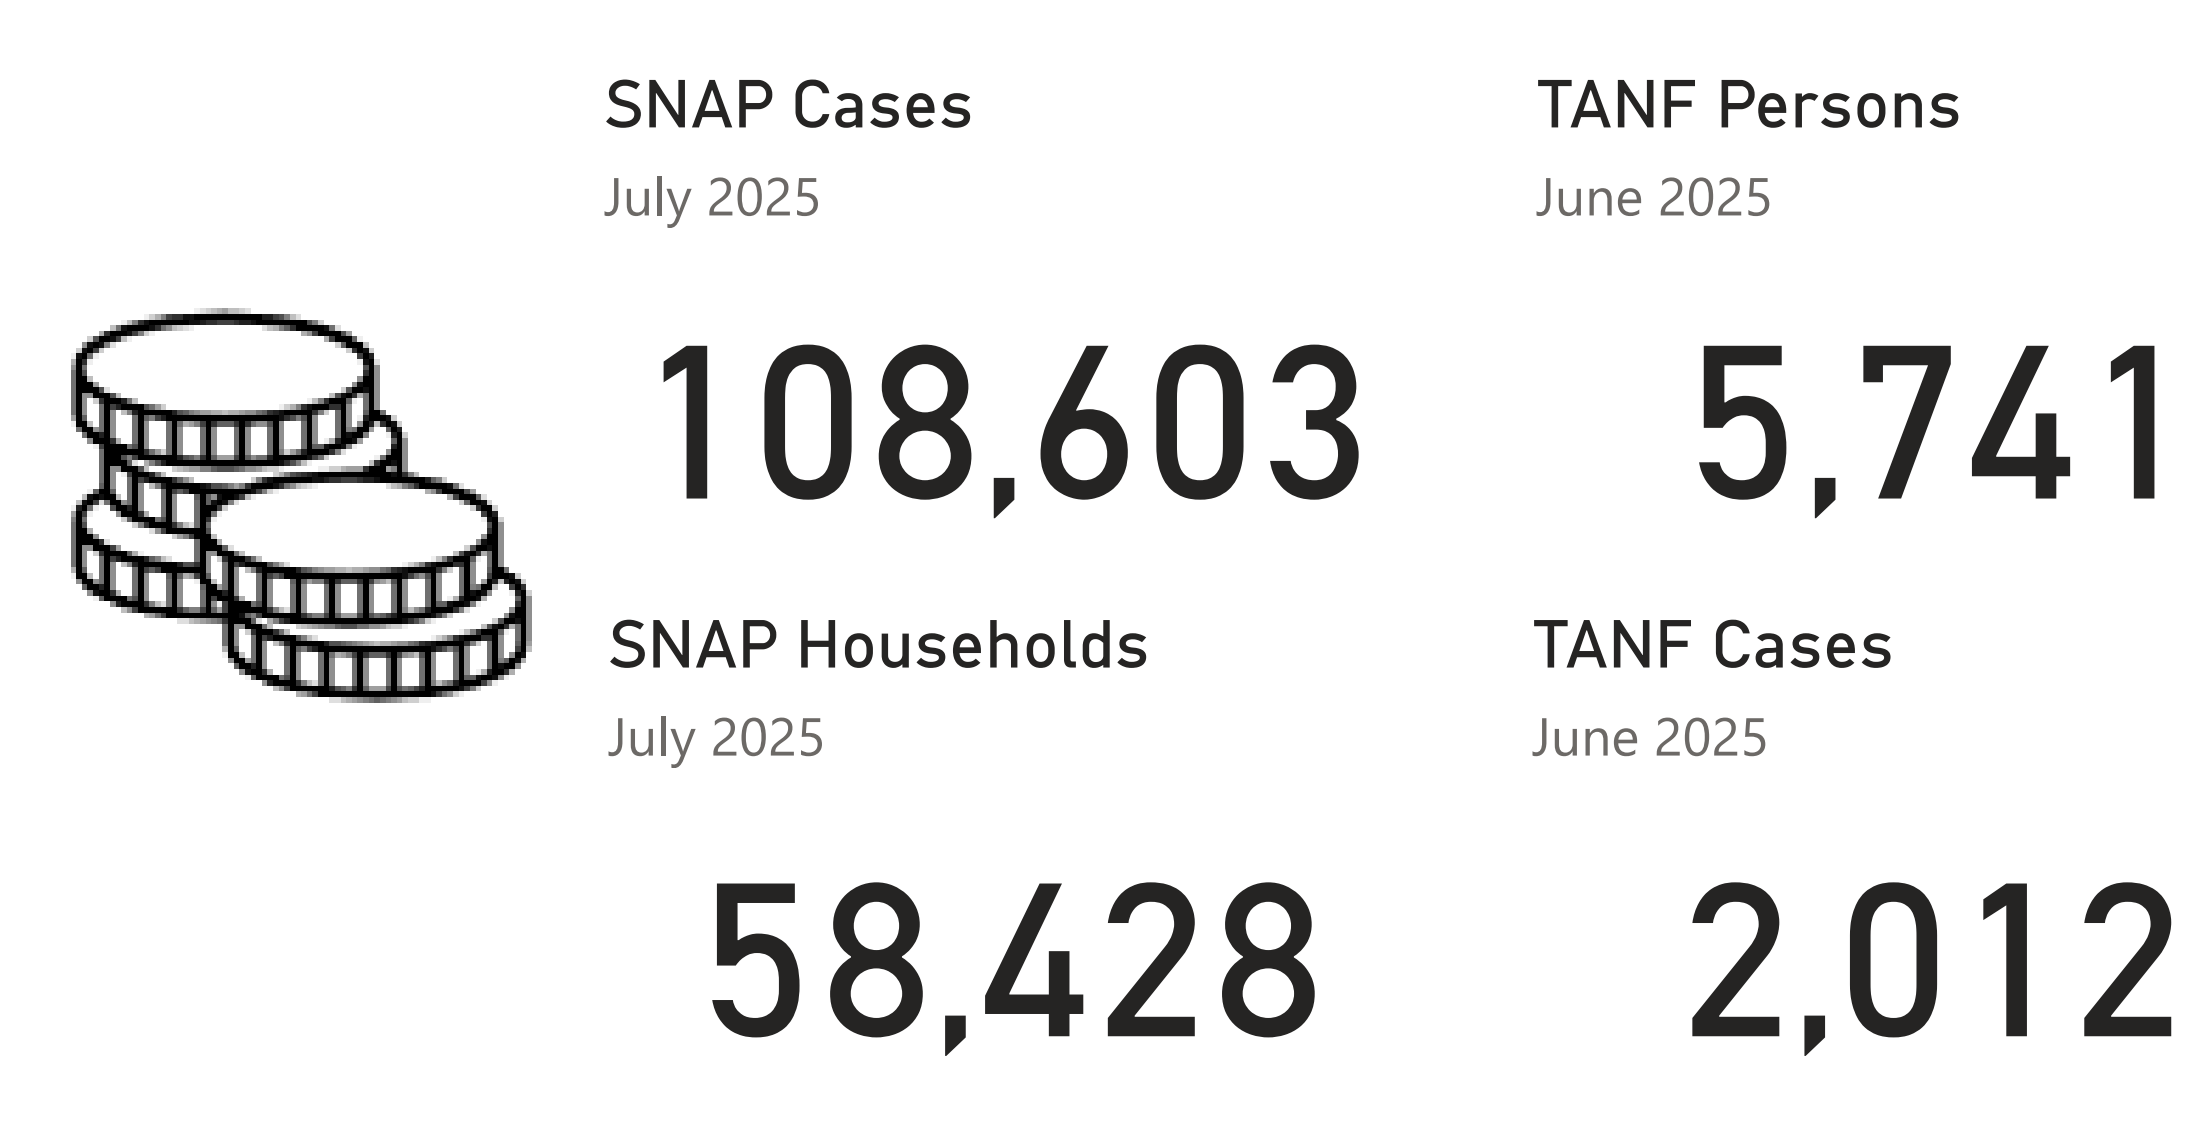 SNAP Cases
July 2025
108,603
TANF Persons
June 2025
5,741
SNAP Households
July 2025
58,428
TANF Cases
June 2025
2,012